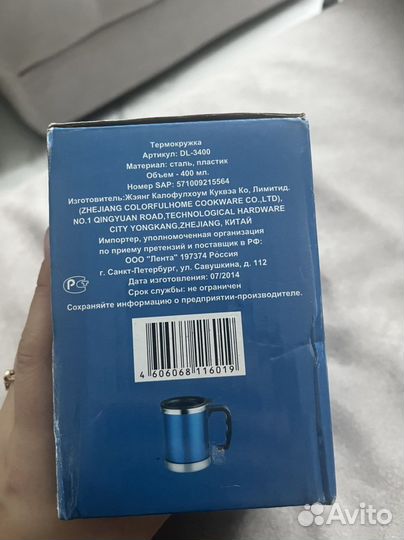 Термокружка
Артикул: DL-3400
Материал: сталь, пластик
Объем - 400 мл.
Номер SAP: 571009215564
Изготовитель:Жэянг Калофулхоум Куквэа Ко, Лимитид.
(ZHEJIANG COLORFULHOME COOKWARE CO.,LTD),
NO.1 QINGYUAN ROAD,TECHNOLOGICAL HARDWARE
CITY YONGKANG,ZHEJIANG, КИТАЙ
Импортер, уполномоченная организация
по приему претензий и поставщик в РФ:
ООО "Лента" 197374 Россия
г. Санкт-Петербург, ул. Савушкина, д. 112
Дата изготовления: 07/2014
Срок службы: не ограничен
Сохраняйте информацию о предприятии-производителе.
4 606068 116019
Avito